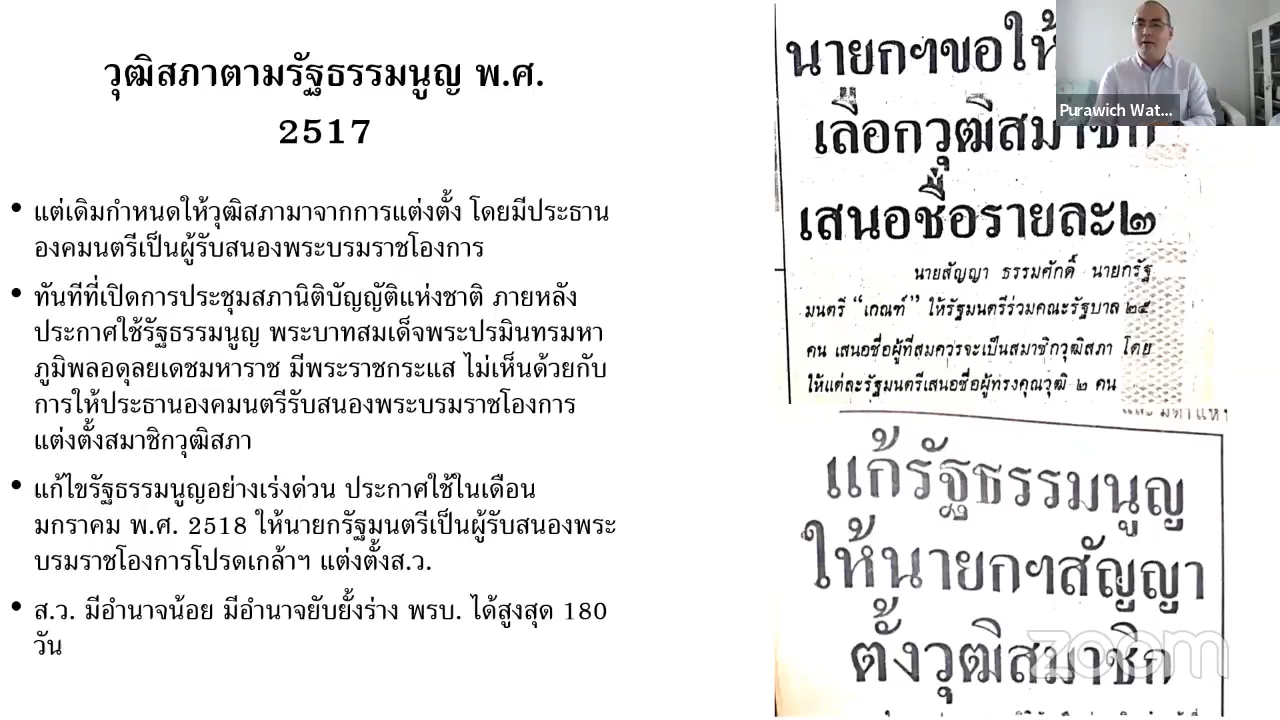 วุฒิสภาตามรัฐธรรมนูญ พ.ศ.
2517
• แต่เดิมกำหนดให้วุฒิสภามาจากการแต่งตั้ง โดยมีประธาน
องคมนตรีเป็นผู้รับสนองพระบรมราชโองการ
• ทันทีที่เปิดการประชุมสภานิติบัญญัติแห่งชาติ ภายหลัง
ประกาศใช้รัฐธรรมนูญ พระบาทสมเด็จพระปรมินทรมหา
ภูมิพลอดุลยเดชมหาราช มีพระราชกระแส ไม่เห็นด้วยกับ
การให้ประธานองคมนตรีรับสนองพระบรมราชโองการ
แต่งตั้งสมาชิกวุฒิสภา
• แก้ไขรัฐธรรมนูญอย่างเร่งด่วน ประกาศใช้ในเดือน
มกราคม พ.ศ. 2518 ให้นายกรัฐมนตรีเป็นผู้รับสนองพระ
บรมราชโองการโปรดเกล้าฯ แต่งตั้งส.ว.
• ส.ว. มีอำนาจน้อย มีอำนาจยับยั้งร่าง พรบ. ได้สูงสุด 180
วัน
นายกฯขอให้
เลือกวุฒิสมาชิก
เสนอชื่อรายละ๒
นายสัญญา ธรรมศักดิ์ นายกรัฐ
มนตรี “เกณฑ์” ให้รัฐมนตรีร่วมคณะรัฐบาล ๒๕
คน เสนอชื่อผู้ที่สมควรจะเป็นสมาชิกวุฒิสภา โดย
ให้แต่ละรัฐมนตรีเสนอชื่อผู้ทรงคุณวุฒิ ๒ คน
แก้รัฐธรรมนูญ
ให้นายกฯสัญญา
ตั้งวุฒิสมาชิก
Purawich Wat...
zoom